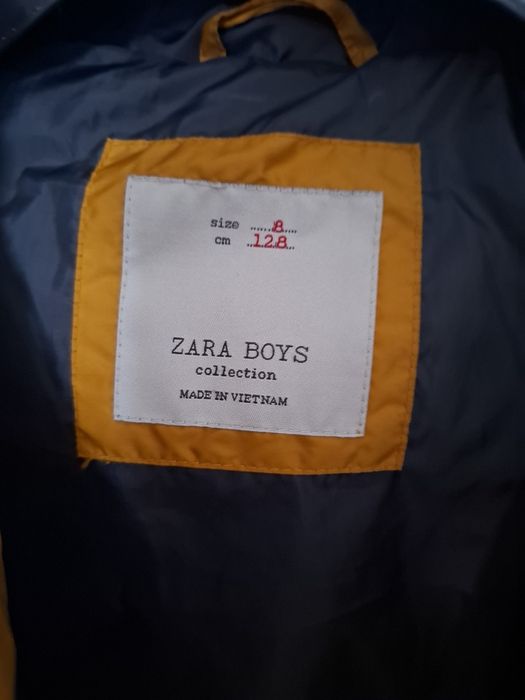 size ......8.....
cm ..128...
ZARA BOYS
collection
MADE IN VIETNAM